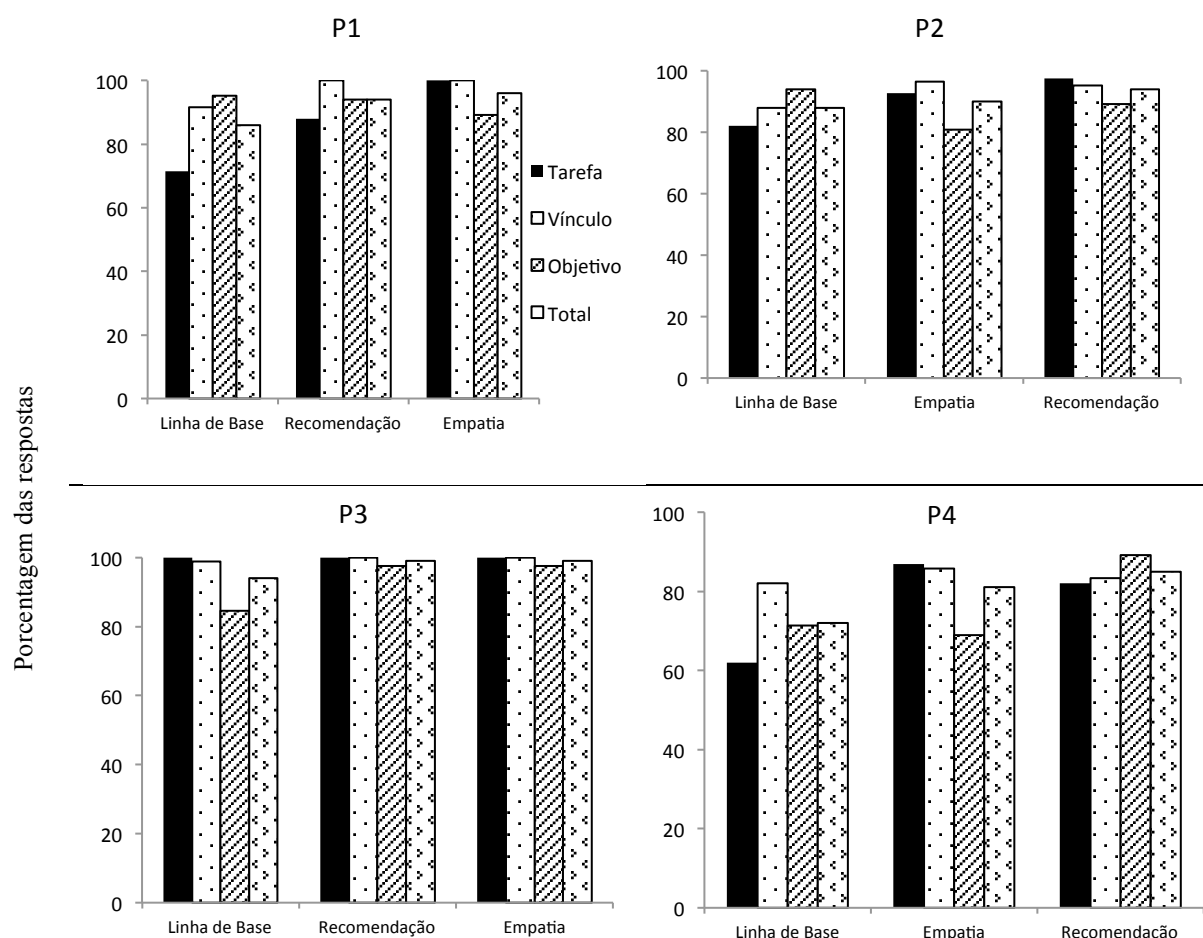 P1
100
80
60
40
20
0
Linha de Base Recomendação Empatia
Tarefa
Vínculo
Objetivo
Total
P2
100
80
60
40
20
0
Linha de Base Empatia Recomendação
Porcentagem das respostas
P3
100
80
60
40
20
0
Linha de Base Recomendação Empatia
P4
100
80
60
40
20
0
Linha de Base Empatia Recomendação